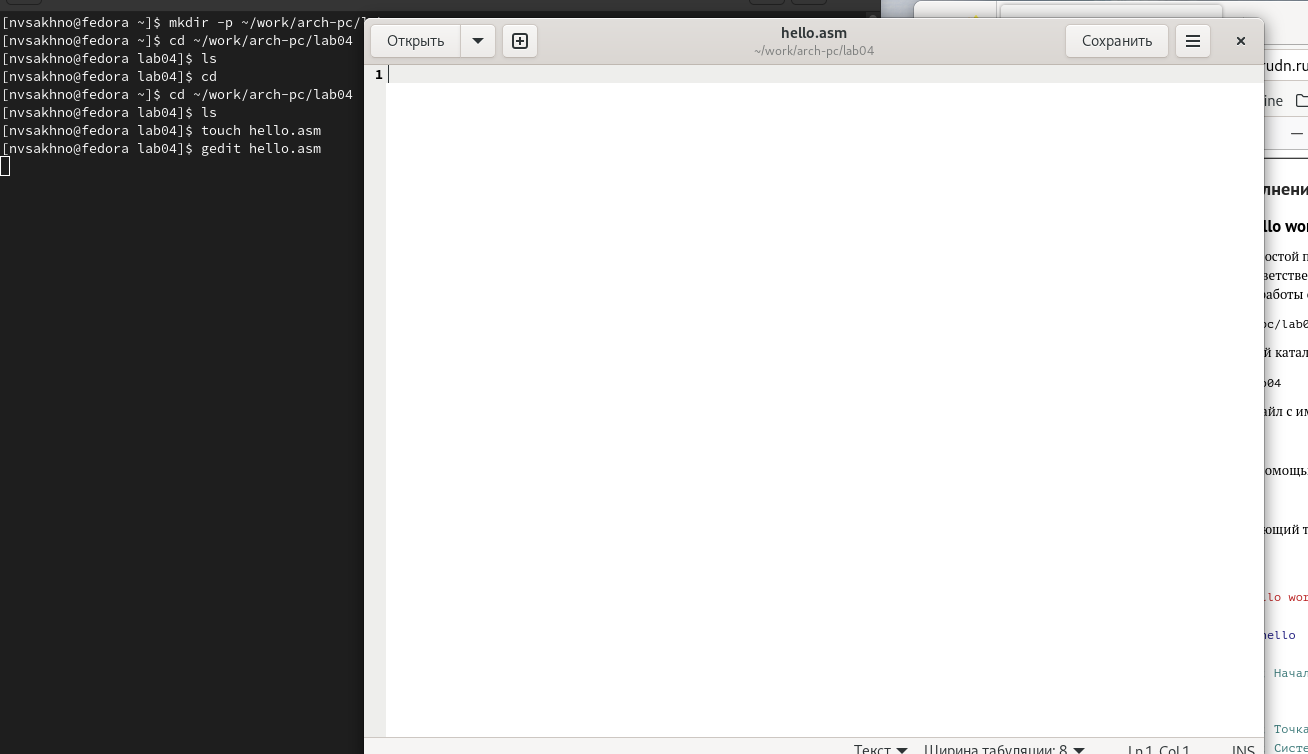 [nvsakhno@fedora ~]$ mkdir -p ~/work/arch-pc/
[nvsakhno@fedora ~]$ cd ~/work/arch-pc/lab04
[nvsakhno@fedora lab04]$ ls
[nvsakhno@fedora lab04]$ cd
[nvsakhno@fedora ~]$ cd ~/work/arch-pc/lab04
[nvsakhno@fedora lab04]$ ls
[nvsakhno@fedora lab04]$ touch hello.asm
[nvsakhno@fedora lab04]$ gedit hello.asm
Открыть
hello.asm
~/work/arch-pc/lab04
Сохранить
1
Текст
Ширина табуляции: 8
Ln 1, Col 1
INS
rudn.ru
ine
лнени
llo wor
остой п
ветстве
работы
pc/lab0
й катал
b04
айл с им
омощы
ющий т
llo wor
hello
Начал
Точка
Систе